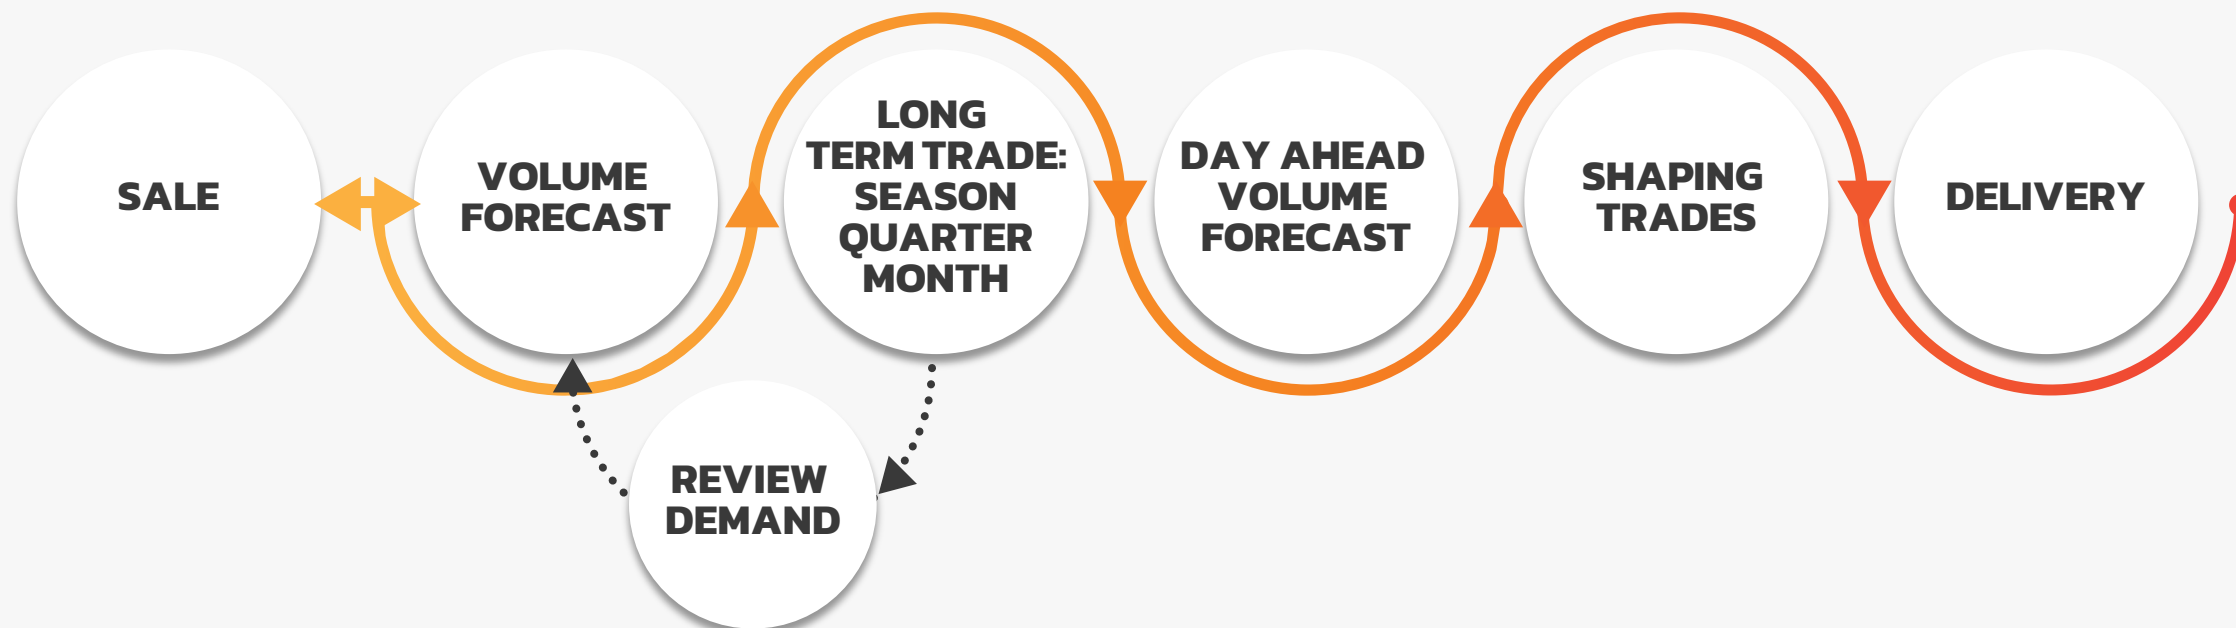 SALE
VOLUME
FORECAST
LONG
TERM TRADE:
SEASON
QUARTER
MONTH
DAY AHEAD
VOLUME
FORECAST
SHAPING
TRADES
DELIVERY
REVIEW
DEMAND